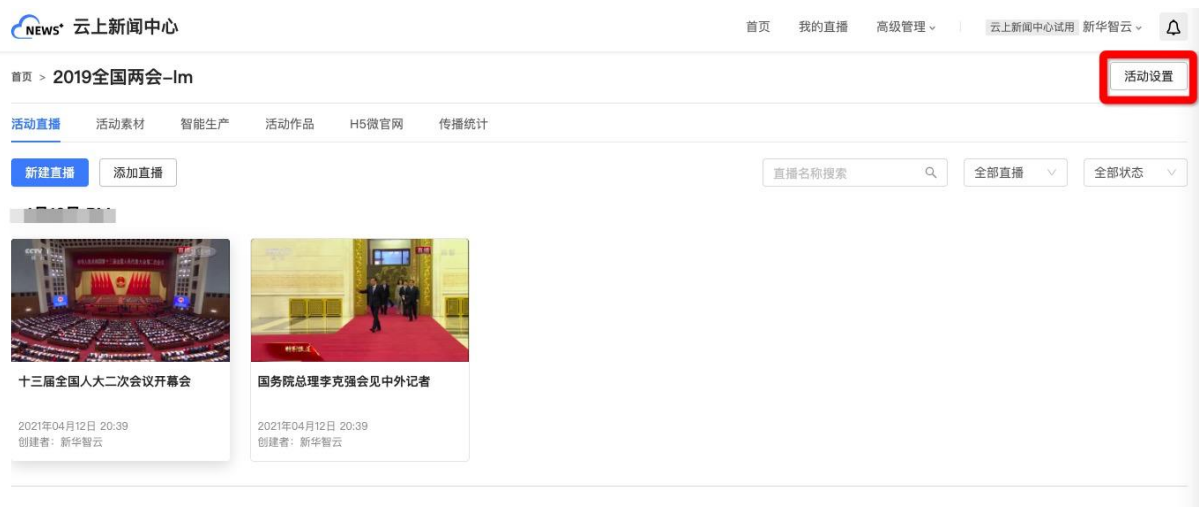 NEWS+ 云上新闻中心 首页 我的直播 高级管理 云上新闻中心试用 新华智云
首页 > 2019全国两会-lm 活动设置
活动直播 活动素材 智能生产 活动作品 H5微官网 传播统计
新建直播 添加直播 直播名称搜索 全部直播 全部状态
十三届全国人大二次会议开幕会 国务院总理李克强会见中外记者
2021年04月12日 20:39 2021年04月12日 20:39
创建者: 新华智云 创建者: 新华智云